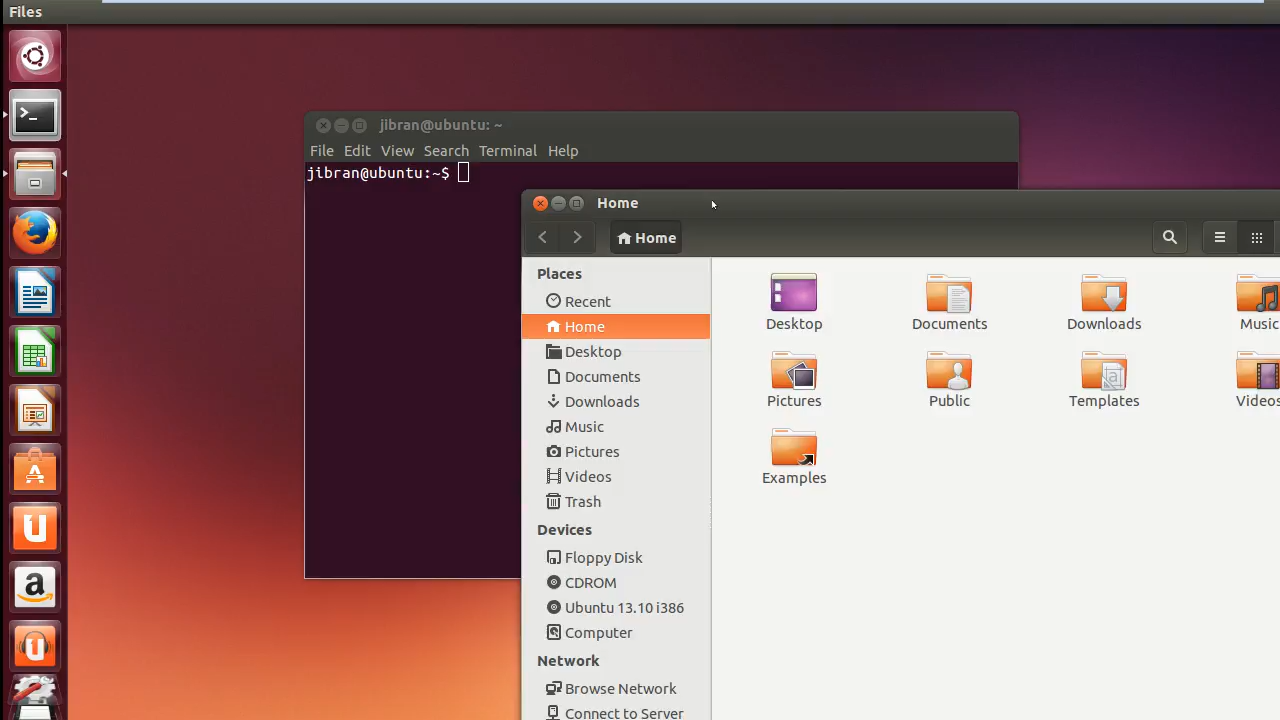 Files
jibran@ubuntu: ~
File Edit View Search Terminal Help
jibran@ubuntu:~$
Home
Home
Places
Recent
Home
Desktop
Documents
Downloads
Music
Pictures
Videos
Trash
Devices
Floppy Disk
CDROM
Ubuntu 13.10 i386
Computer
Network
Browse Network
Connect to Server
Desktop Documents Downloads Music
Pictures Public Templates Videos
Examples